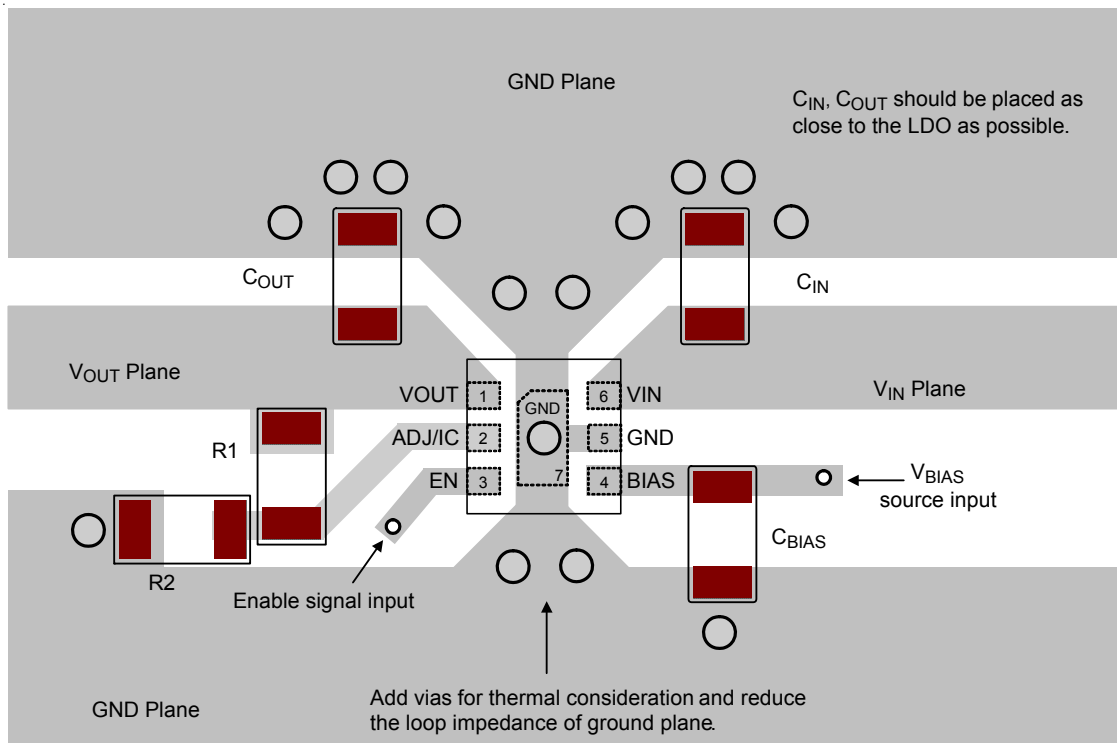 GND Plane
CIN, COUT should be placed as
close to the LDO as possible.
COUT
CIN
VOUT Plane
VIN Plane
VOUT
1
GND
6
VIN
R1
ADJ/IC
2
5
GND
EN
3
7
4
BIAS
VBIAS
source input
CBIAS
R2
Enable signal input
Add vias for thermal consideration and reduce
the loop impedance of ground plane.
GND Plane